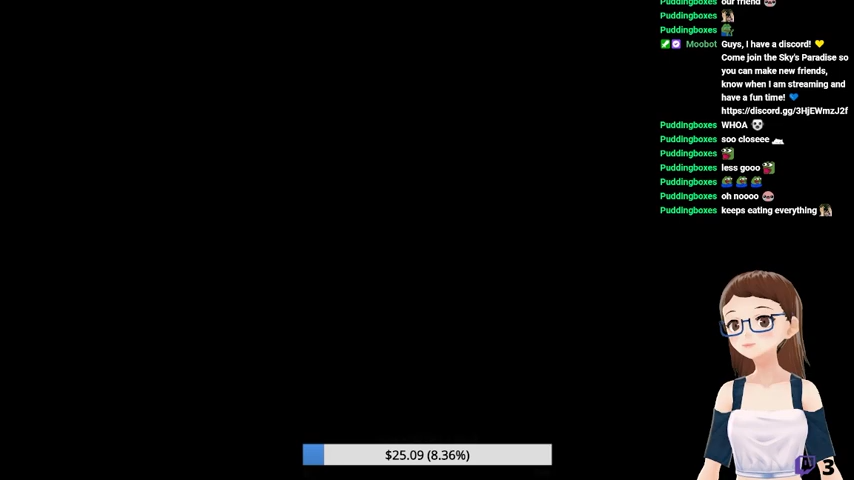 Puddingboxes our friend
Puddingboxes
Puddingboxes
Moobot Guys, I have a discord!
Come join the Sky's Paradise so
you can make new friends,
know when I am streaming and
have a fun time!
https://discord.gg/3HjEWmzJ2f
Puddingboxes WHOA
Puddingboxes soo closeee
Puddingboxes
Puddingboxes less gooo
Puddingboxes
Puddingboxes oh noooo
Puddingboxes keeps eating everything
$25.09 (8.36%)
3